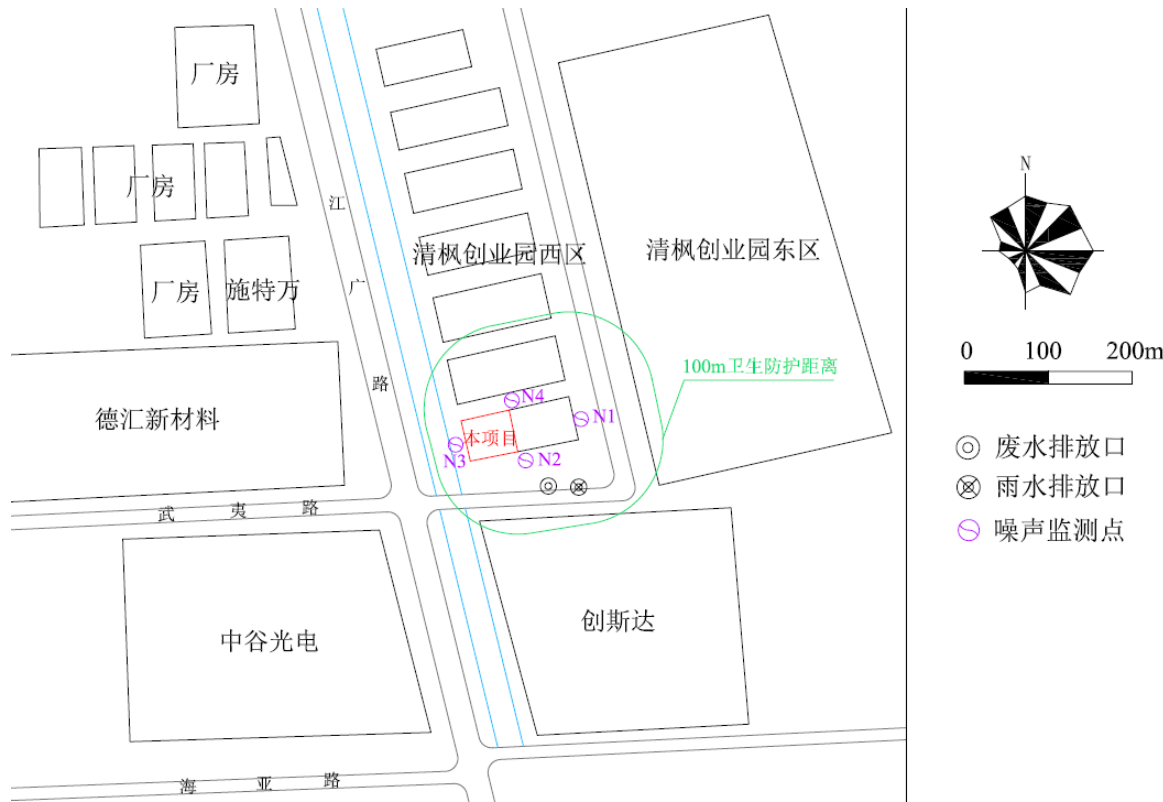 厂房
厂房
江
清枫创业园西区
清枫创业园东区
厂房
施特万
广
路
100m卫生防护距离
德汇新材料
N4
N1
本项目
N3
N2
武夷路
中谷光电
创斯达
海亚路
N
0 100 200m
废水排放口
雨水排放口
噪声监测点